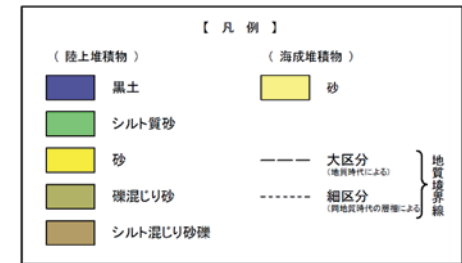 【 凡 例 】
( 陸上堆積物 ) ( 海成堆積物 )
黒土 砂
シルト質砂
砂 大区分
(地質時代による)
礫混じり砂 細区分
(同地質時代の層相による
シルト混じり砂礫
地質境界線